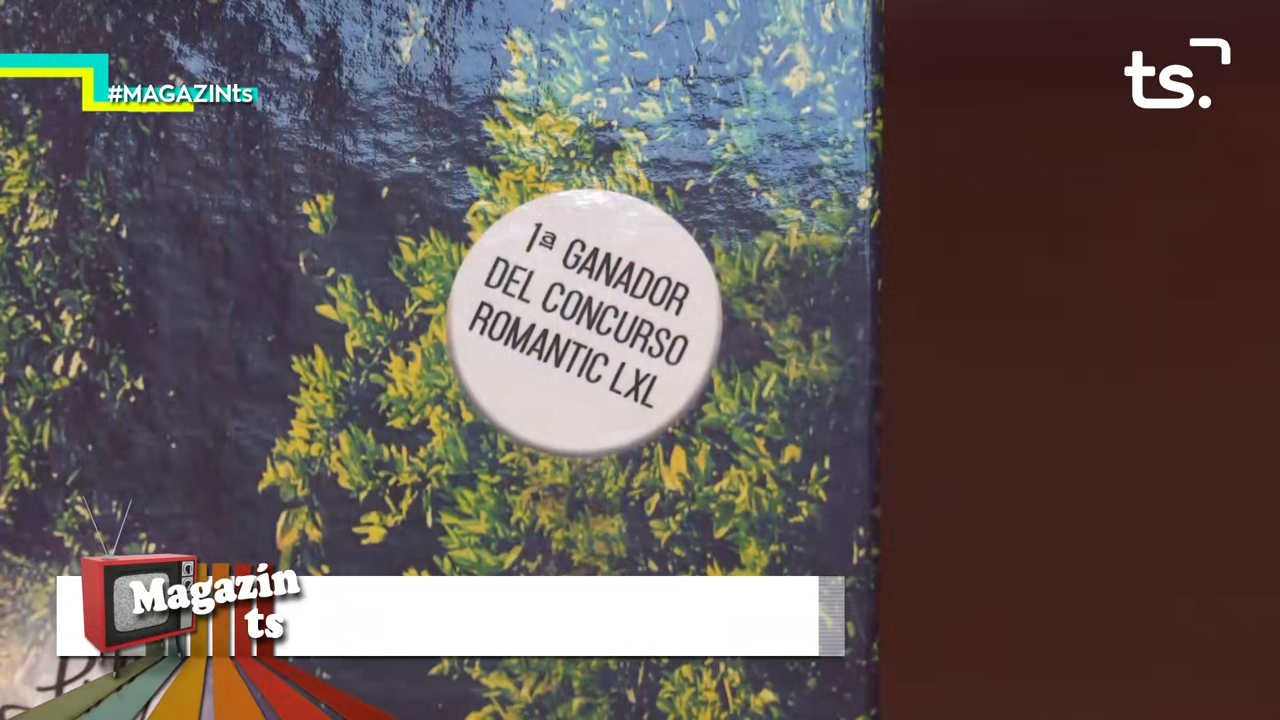 #MAGAZINts
ts.
1ª GANADOR
DEL CONCURSO
ROMANTIC LXL
Magazin
ts